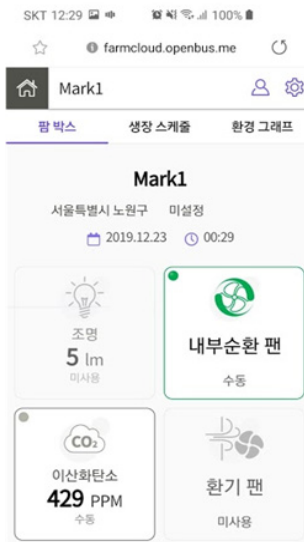 SKT 12:29 100%
farmcloud.openbus.me
Mark1
팜 박스 생장 스케줄 환경 그래프
Mark1
서울특별시 노원구 미설정
2019.12.23 00:29
조명
5 lm
미사용
내부순환 팬
수동
CO2
이산화탄소
429 PPM
수동
환기 팬
미사용